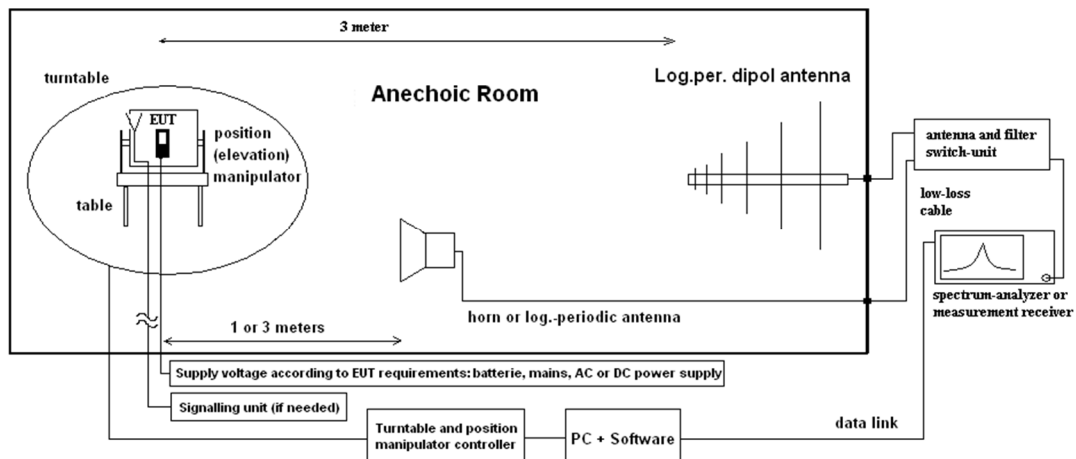 3 meter
turntable
Log.per. dipol antenna
Anechoic Room
EUT
position
(elevation)
manipulator
table
antenna and filter
switch-unit
low-loss
cable
spectrum-analyzer or
measurement receiver
horn or log.-periodic antenna
1 or 3 meters
Supply voltage according to EUT requirements: batterie, mains, AC or DC power supply
Signalling unit (if needed)
Turntable and position
manipulator controller
PC + Software
data link